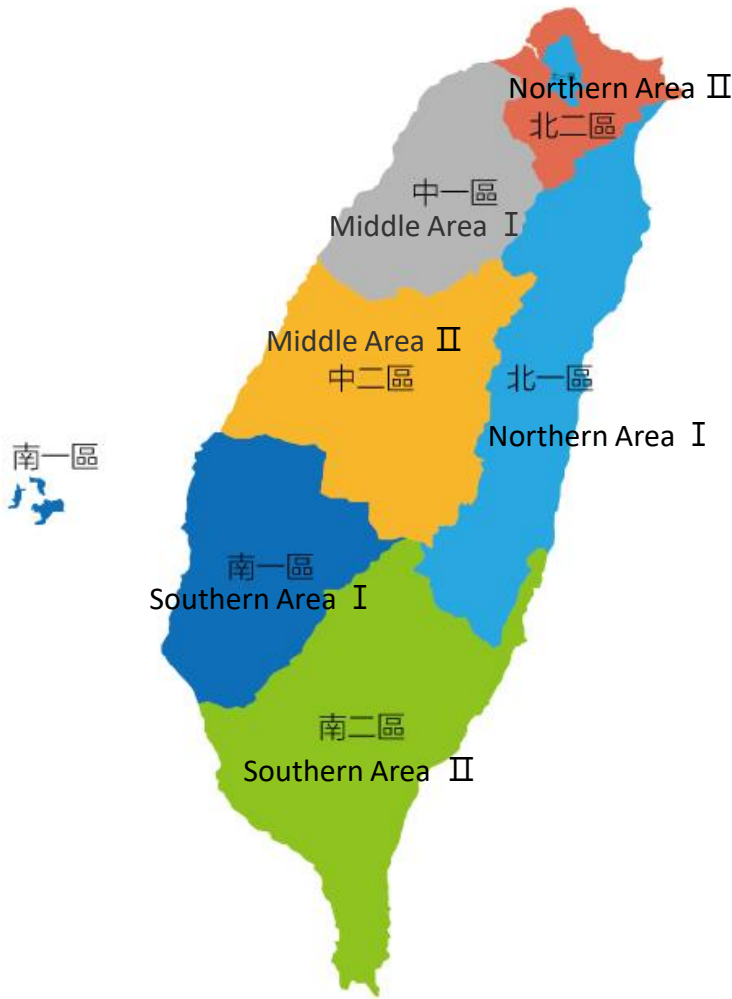 Northern Area Ⅱ
北二區
中一區
Middle Area Ⅰ
Middle Area Ⅱ
中二區
北一區
Northern Area Ⅰ
南一區
南一區
Southern Area Ⅰ
南二區
Southern Area Ⅱ